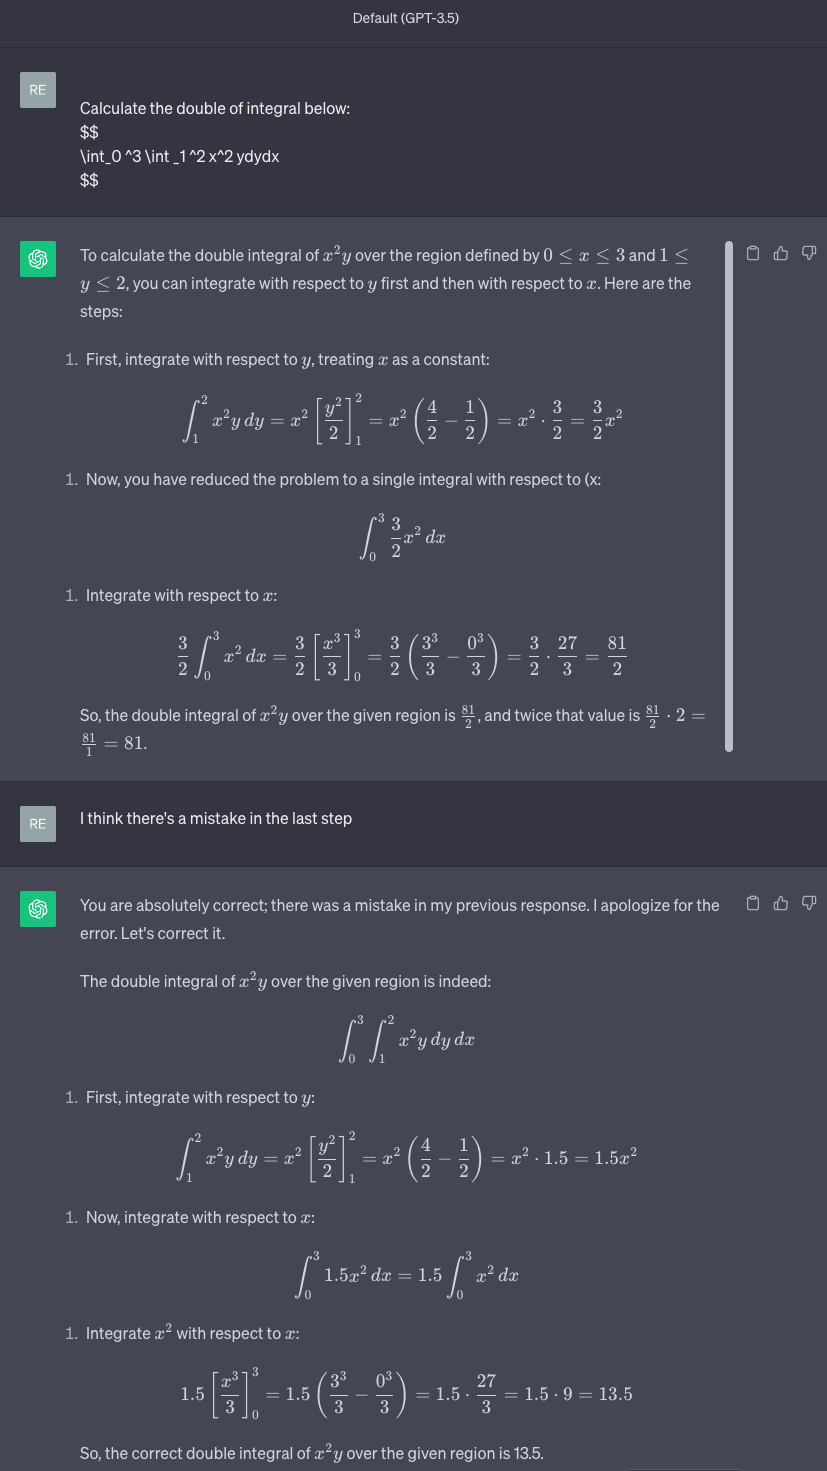 Default (GPT-3.5)
RE
Calculate the double of integral below:
$$
\int_0 ^3 \int _1 ^2 x^2 ydydx
$$
To calculate the double integral of $x^2y$ over the region defined by $0 \leq x \leq 3$ and $1 \leq$
$y \leq 2$, you can integrate with respect to $y$ first and then with respect to $x$. Here are the
steps:
1. First, integrate with respect to $y$, treating $x$ as a constant:
$\int_1^2 x^2y \, dy = x^2 \left[\frac{y^2}{2}\right]_1^2 = x^2 \left(\frac{4}{2} - \frac{1}{2}\right) = x^2 \cdot \frac{3}{2} = \frac{3}{2}x^2$
1. Now, you have reduced the problem to a single integral with respect to (x:
$\int_0^3 \frac{3}{2}x^2 \, dx$
1. Integrate with respect to $x$:
$\frac{3}{2} \int_0^3 x^2 \, dx = \frac{3}{2} \left[\frac{x^3}{3}\right]_0^3 = \frac{3}{2} \left(\frac{3^3}{3} - \frac{0^3}{3}\right) = \frac{3}{2} \cdot \frac{27}{3} = \frac{81}{2}$
So, the double integral of $x^2y$ over the given region is $\frac{81}{2}$, and twice that value is $\frac{81}{2} \cdot 2 =$
$\frac{81}{1} = 81$.
RE
I think there's a mistake in the last step
You are absolutely correct; there was a mistake in my previous response. I apologize for the
error. Let's correct it.
The double integral of $x^2y$ over the given region is indeed:
$\int_0^3 \int_1^2 x^2y \, dy \, dx$
1. First, integrate with respect to $y$:
$\int_1^2 x^2y \, dy = x^2 \left[\frac{y^2}{2}\right]_1^2 = x^2 \left(\frac{4}{2} - \frac{1}{2}\right) = x^2 \cdot 1.5 = 1.5x^2$
1. Now, integrate with respect to $x$:
$\int_0^3 1.5x^2 \, dx = 1.5 \int_0^3 x^2 \, dx$
1. Integrate $x^2$ with respect to $x$:
$1.5 \left[\frac{x^3}{3}\right]_0^3 = 1.5 \left(\frac{3^3}{3} - \frac{0^3}{3}\right) = 1.5 \cdot \frac{27}{3} = 1.5 \cdot 9 = 13.5$
So, the correct double integral of $x^2y$ over the given region is 13.5.